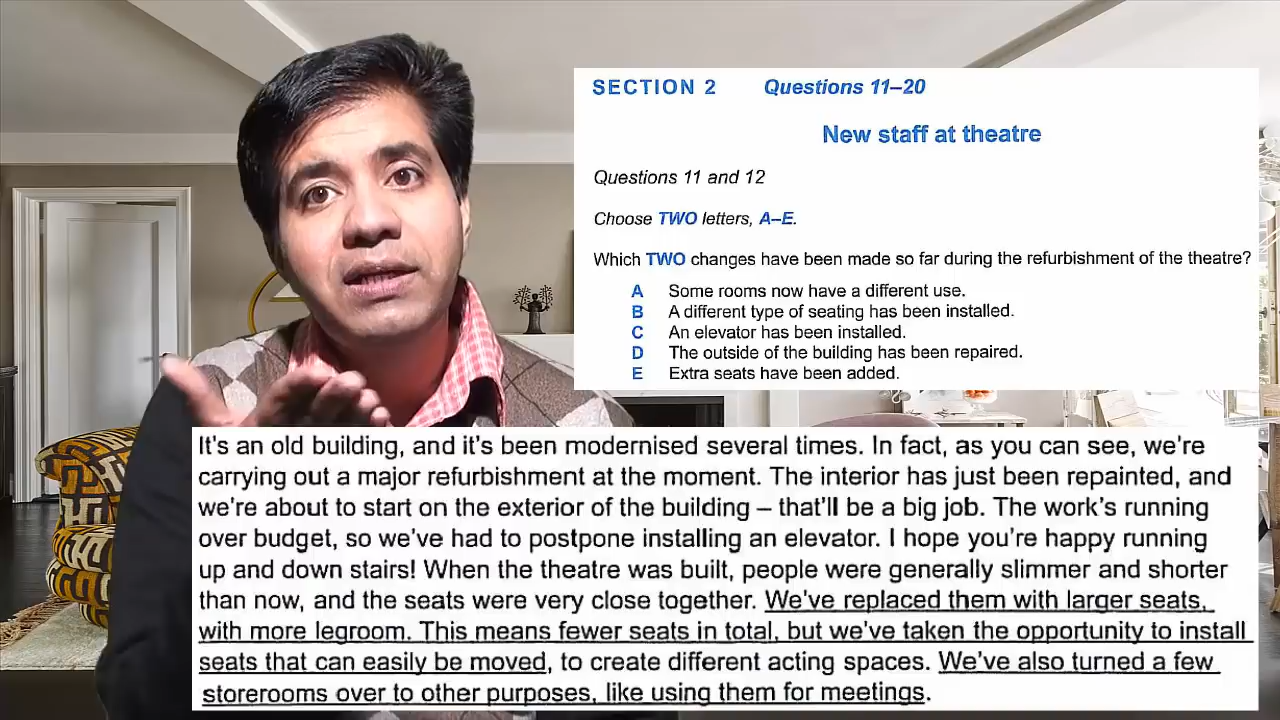 SECTION 2 Questions 11–20
New staff at theatre
Questions 11 and 12
Choose TWO letters, A–E.
Which TWO changes have been made so far during the refurbishment of the theatre?
A Some rooms now have a different use.
B A different type of seating has been installed.
C An elevator has been installed.
D The outside of the building has been repaired.
E Extra seats have been added.
It's an old building, and it's been modernised several times. In fact, as you can see, we're
carrying out a major refurbishment at the moment. The interior has just been repainted, and
we're about to start on the exterior of the building – that'll be a big job. The work's running
over budget, so we've had to postpone installing an elevator. I hope you're happy running
up and down stairs! When the theatre was built, people were generally slimmer and shorter
than now, and the seats were very close together. We've replaced them with larger seats,
with more legroom. This means fewer seats in total, but we've taken the opportunity to install
seats that can easily be moved, to create different acting spaces. We've also turned a few
storerooms over to other purposes, like using them for meetings.